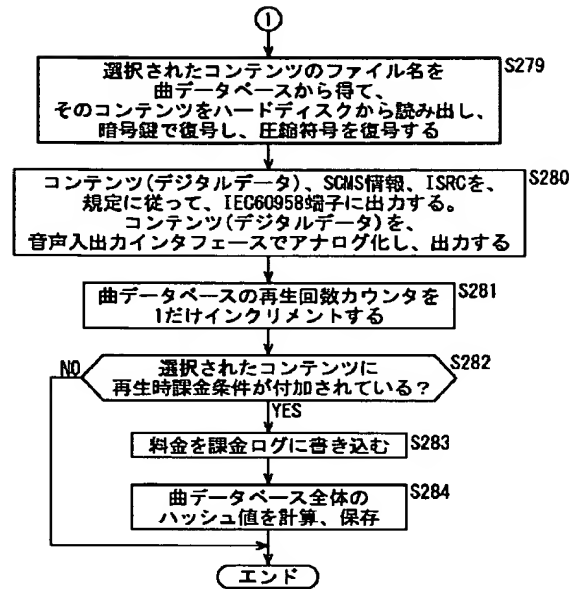 1
選択されたコンテンツのファイル名を
曲データベースから得て、
そのコンテンツをハードディスクから読み出し、
暗号鍵で復号し、圧縮符号を復号する
S279
コンテンツ(デジタルデータ)、SCMS情報、ISRCを、
規定に従って、IEC60958端子に出力する。
コンテンツ(デジタルデータ)を、
音声入出力インタフェースでアナログ化し、出力する
S280
曲データベースの再生回数カウンタを
1だけインクリメントする
S281
選択されたコンテンツに
再生時課金条件が付加されている?
S282
NO
YES
料金を課金ログに書き込む
S283
曲データベース全体の
ハッシュ値を計算、保存
S284
エンド